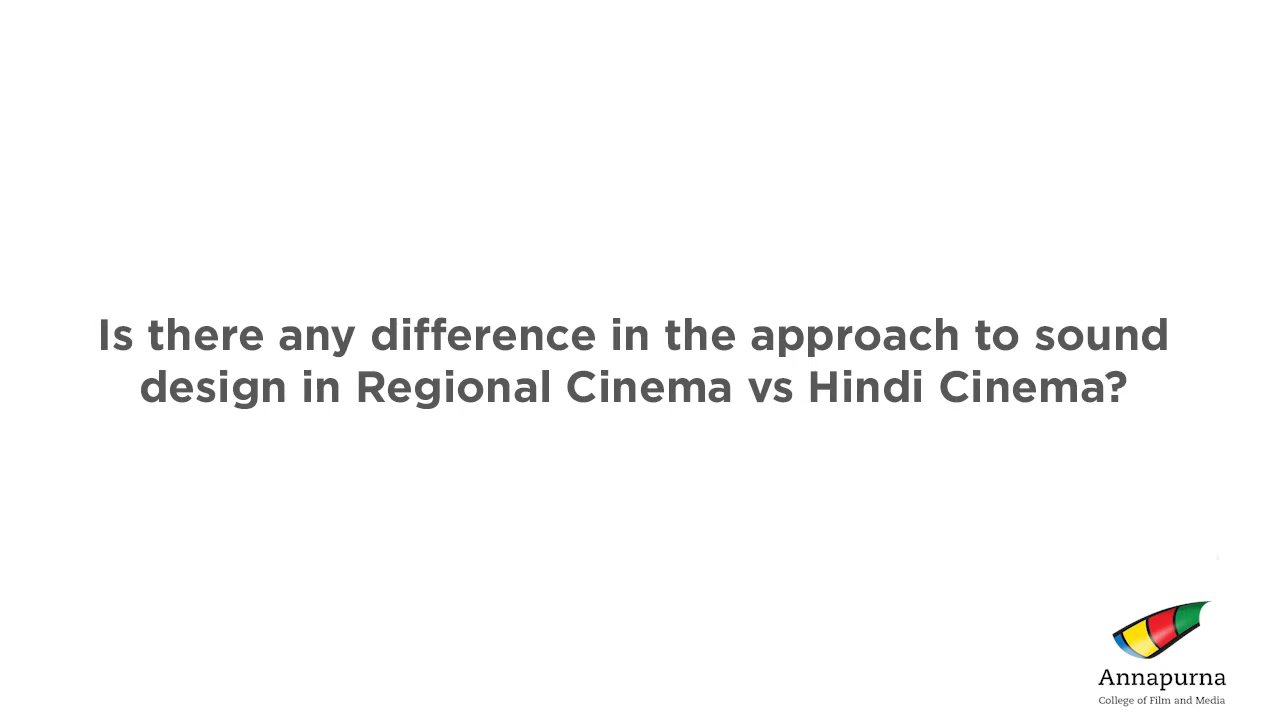 Is there any difference in the approach to sound
design in Regional Cinema vs Hindi Cinema?
Annapurna
College of Film and Media